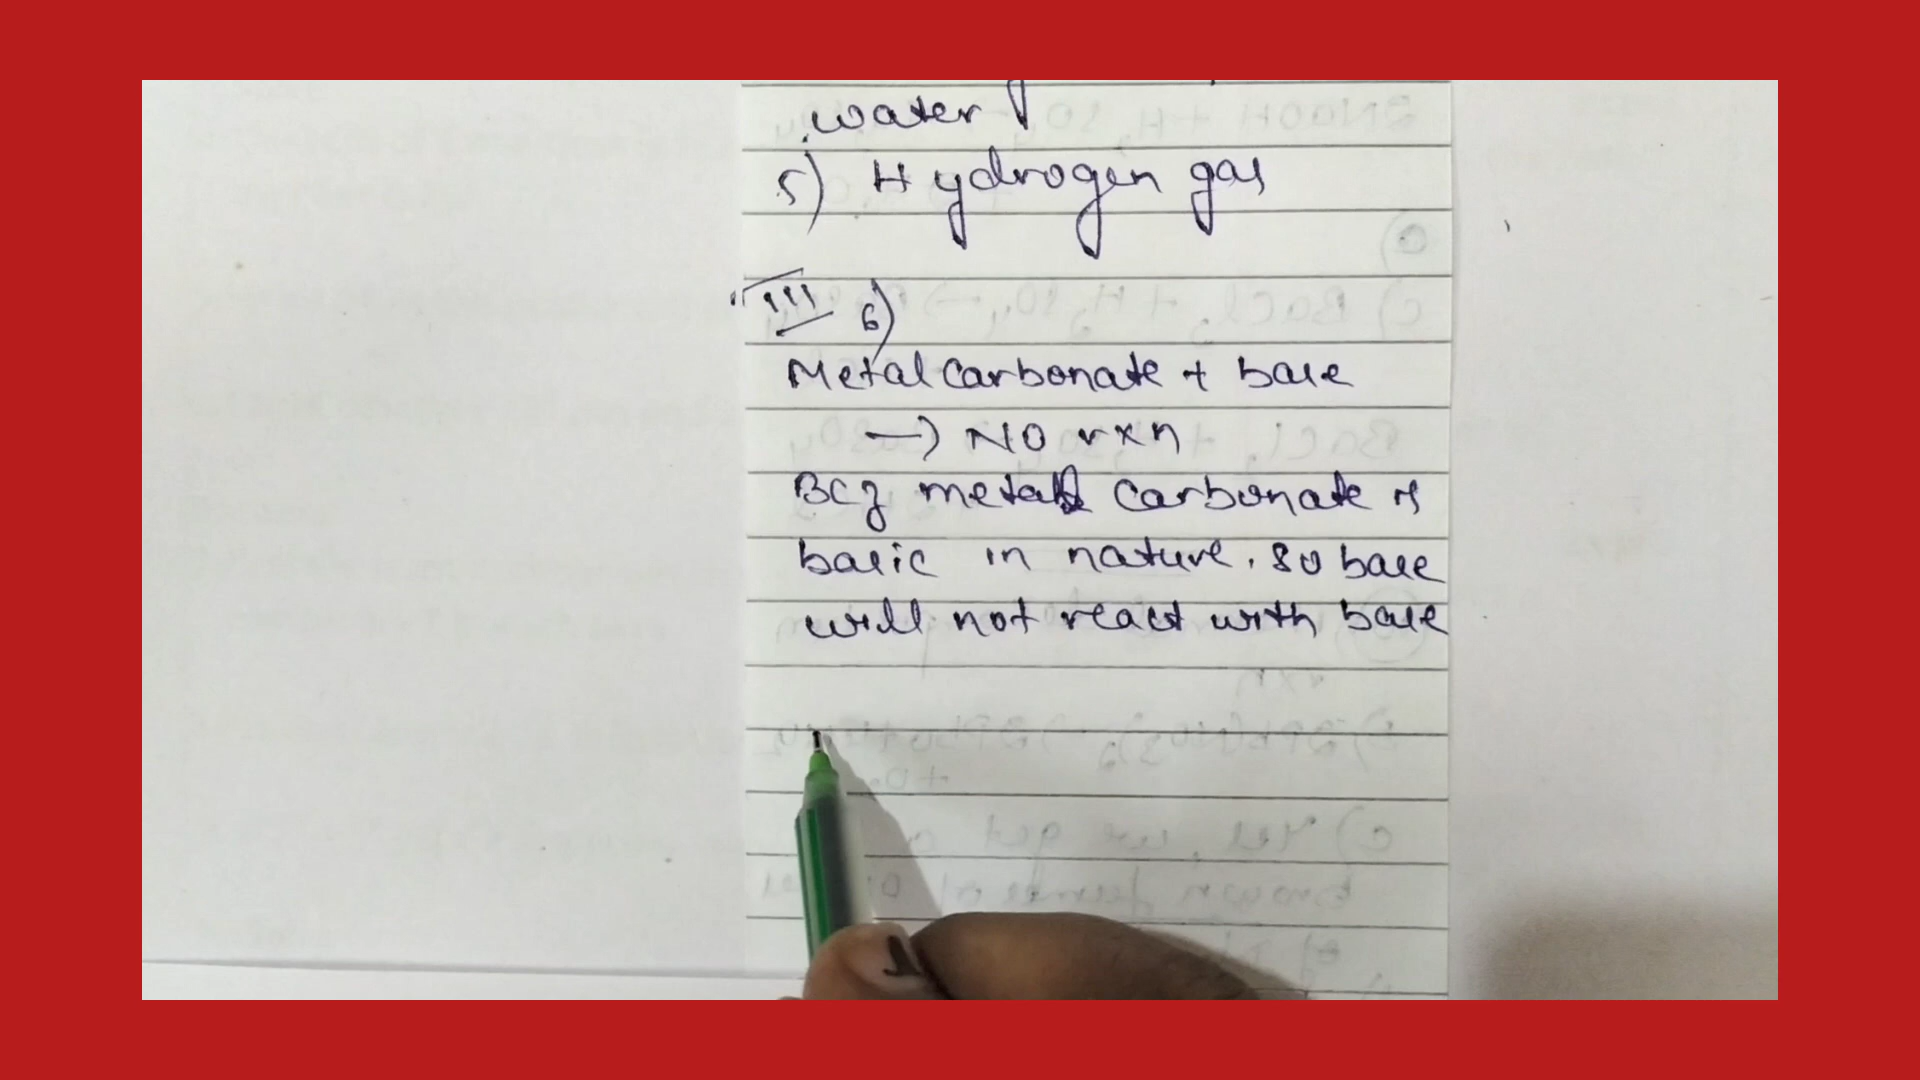 water
5) Hydrogen gas
III 6)
Metal carbonate + base
→ NO rxn
BCZ metal carbonate is
basic in nature. So base
will not react with base